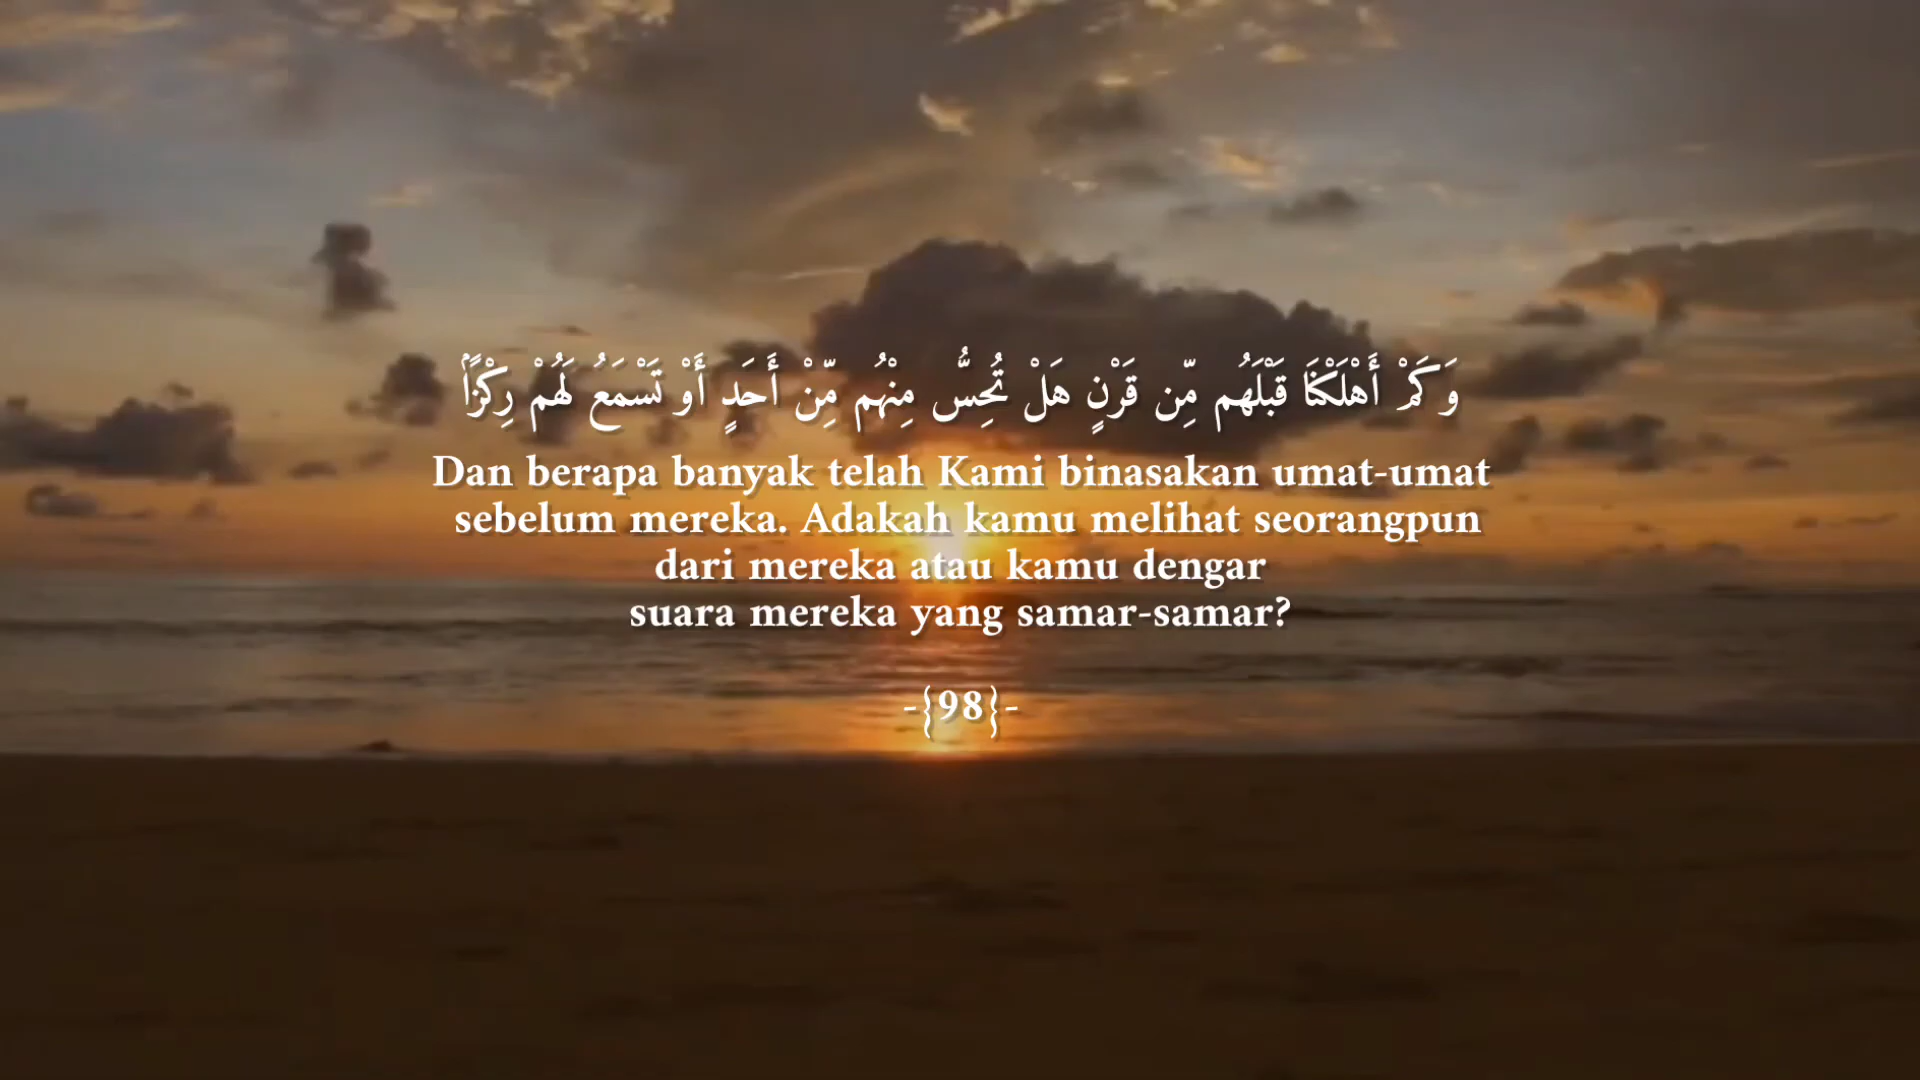 وَكَمْ أَهْلَكْنَا قَبْلَهُم مِّن قَرْنٍ هَلْ تُحِسُّ مِنْهُم مِّنْ أَحَدٍ أَوْ تَسْمَعُ لَهُمْ رِكْزًاۢ
Dan berapa banyak telah Kami binasakan umat-umat
sebelum mereka. Adakah kamu melihat seorangpun
dari mereka atau kamu dengar
suara mereka yang samar-samar?
-{98}-